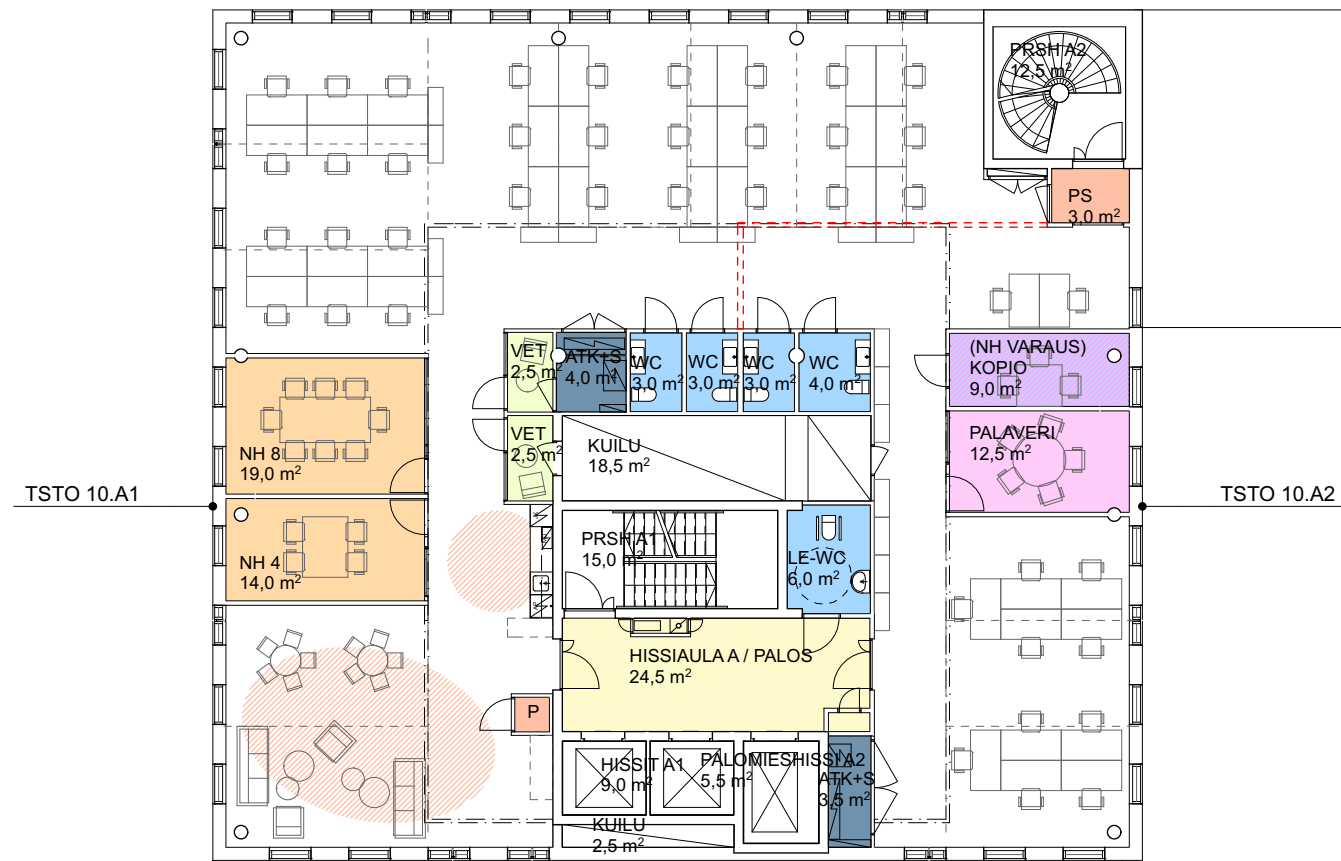 PRSH A2
12,5 m²
PS
3,0 m²
VET
2,5 m²
ATK+S
4,0 m²
WC
3,0 m²
WC
3,0 m²
WC
3,0 m²
WC
4,0 m²
(NH VARAUS)
KOPIO
9,0 m²
NH 8
19,0 m²
VET
2,5 m²
KUILU
18,5 m²
PALAVERI
12,5 m²
TSTO 10.A1
TSTO 10.A2
NH 4
14,0 m²
PRSH A1
15,0 m²
LE-WC
6,0 m²
HISSIAULA A / PALOS
24,5 m²
P
HISSIT A1
9,0 m²
PALOMIESHISSI A2
5,5 m²
ATK+S
3,5 m²
KUILU
2,5 m²